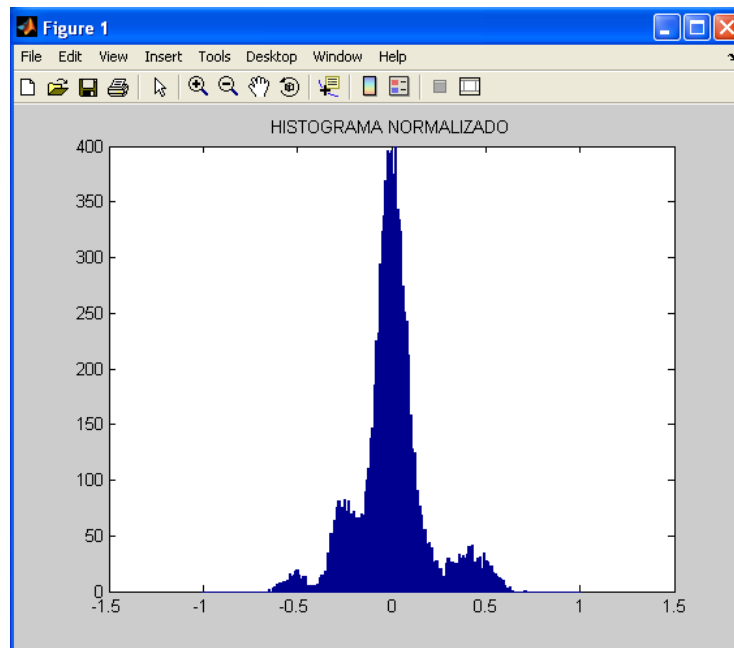 Figure 1
File Edit View Insert Tools Desktop Window Help
HISTOGRAMA NORMALIZADO
400
350
300
250
200
150
100
50
0
-1.5 -1 -0.5 0 0.5 1 1.5